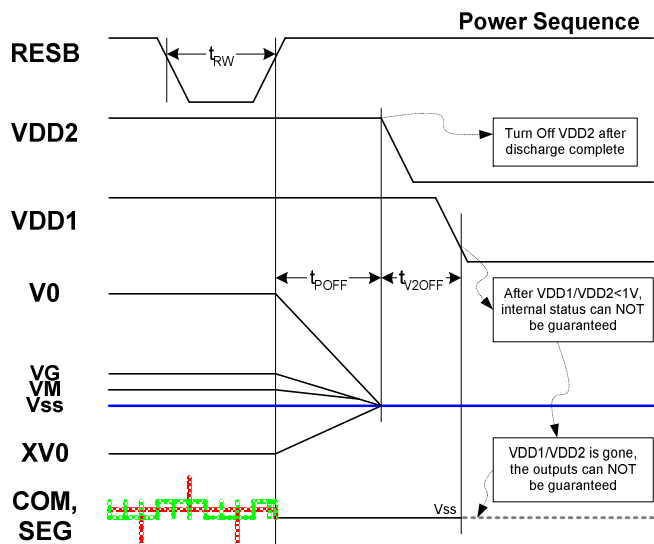 Power Sequence
RESB
tRW
VDD2
Turn Off VDD2 after
discharge complete
VDD1
tPOFF
tV2OFF
V0
After VDD1/VDD2<1V,
internal status can NOT
be guaranteed
VG
VM
Vss
XV0
VDD1/VDD2 is gone,
the outputs can NOT
be guaranteed
COM,
SEG
Vss